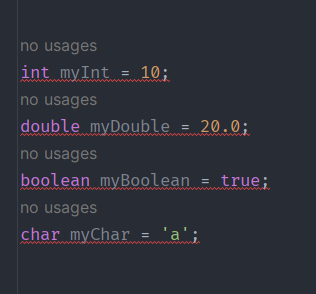 no usages
int myInt = 10;
no usages
double myDouble = 20.0;
no usages
boolean myBoolean = true;
no usages
char myChar = 'a';